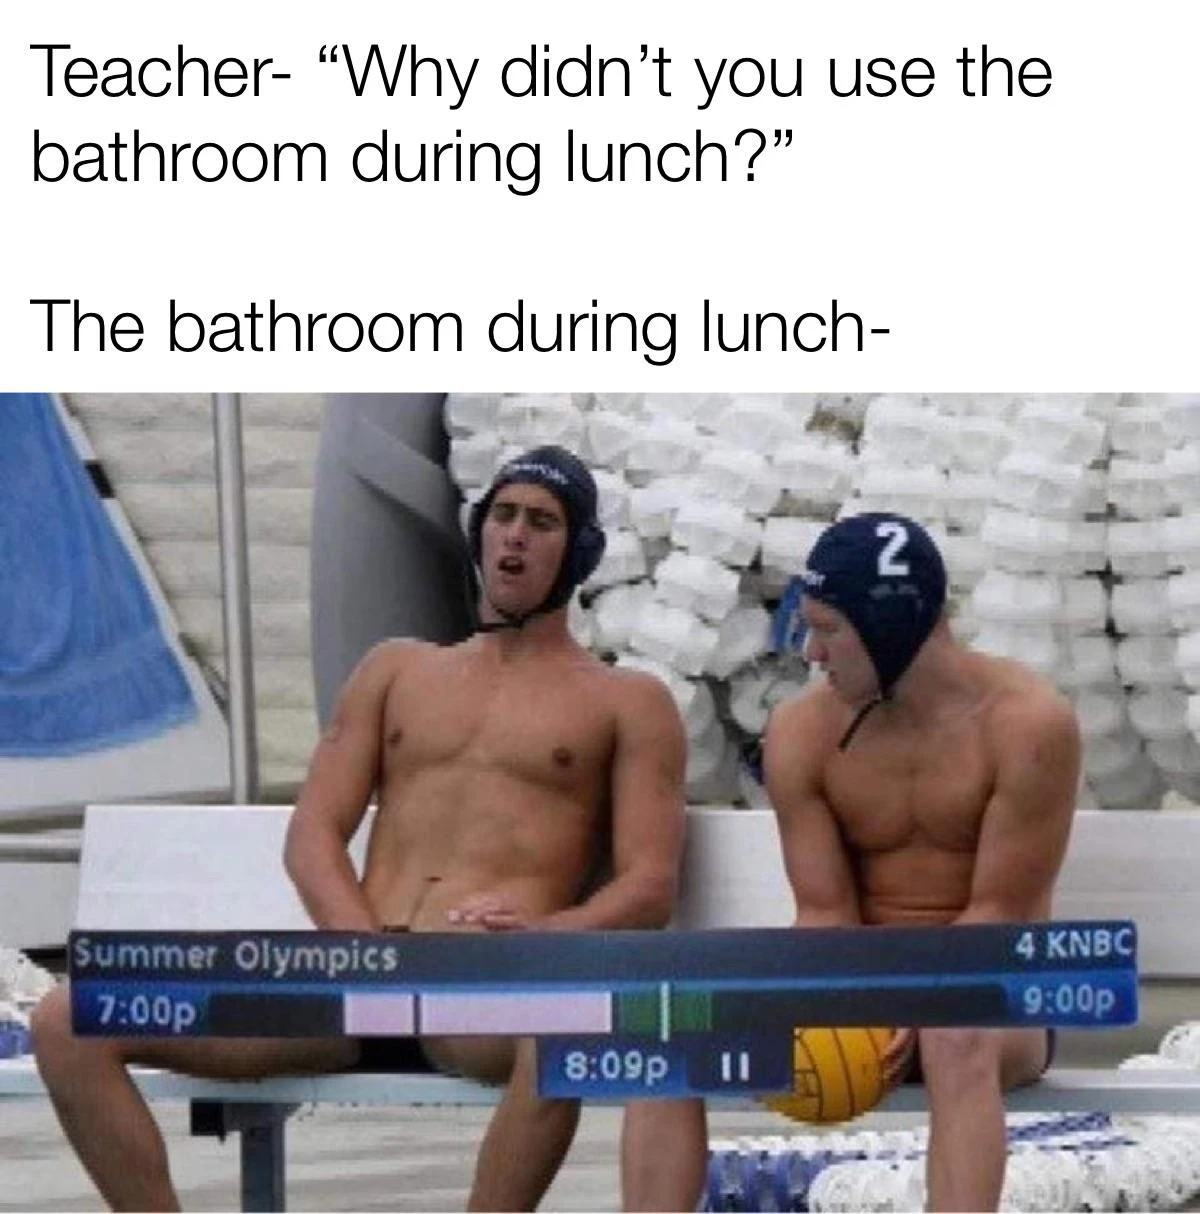 Teacher- “Why didn’t you use the
bathroom during lunch?”
The bathroom during lunch-
2
Summer Olympics 4 KNBC
7:00p 9:00p
8:09p